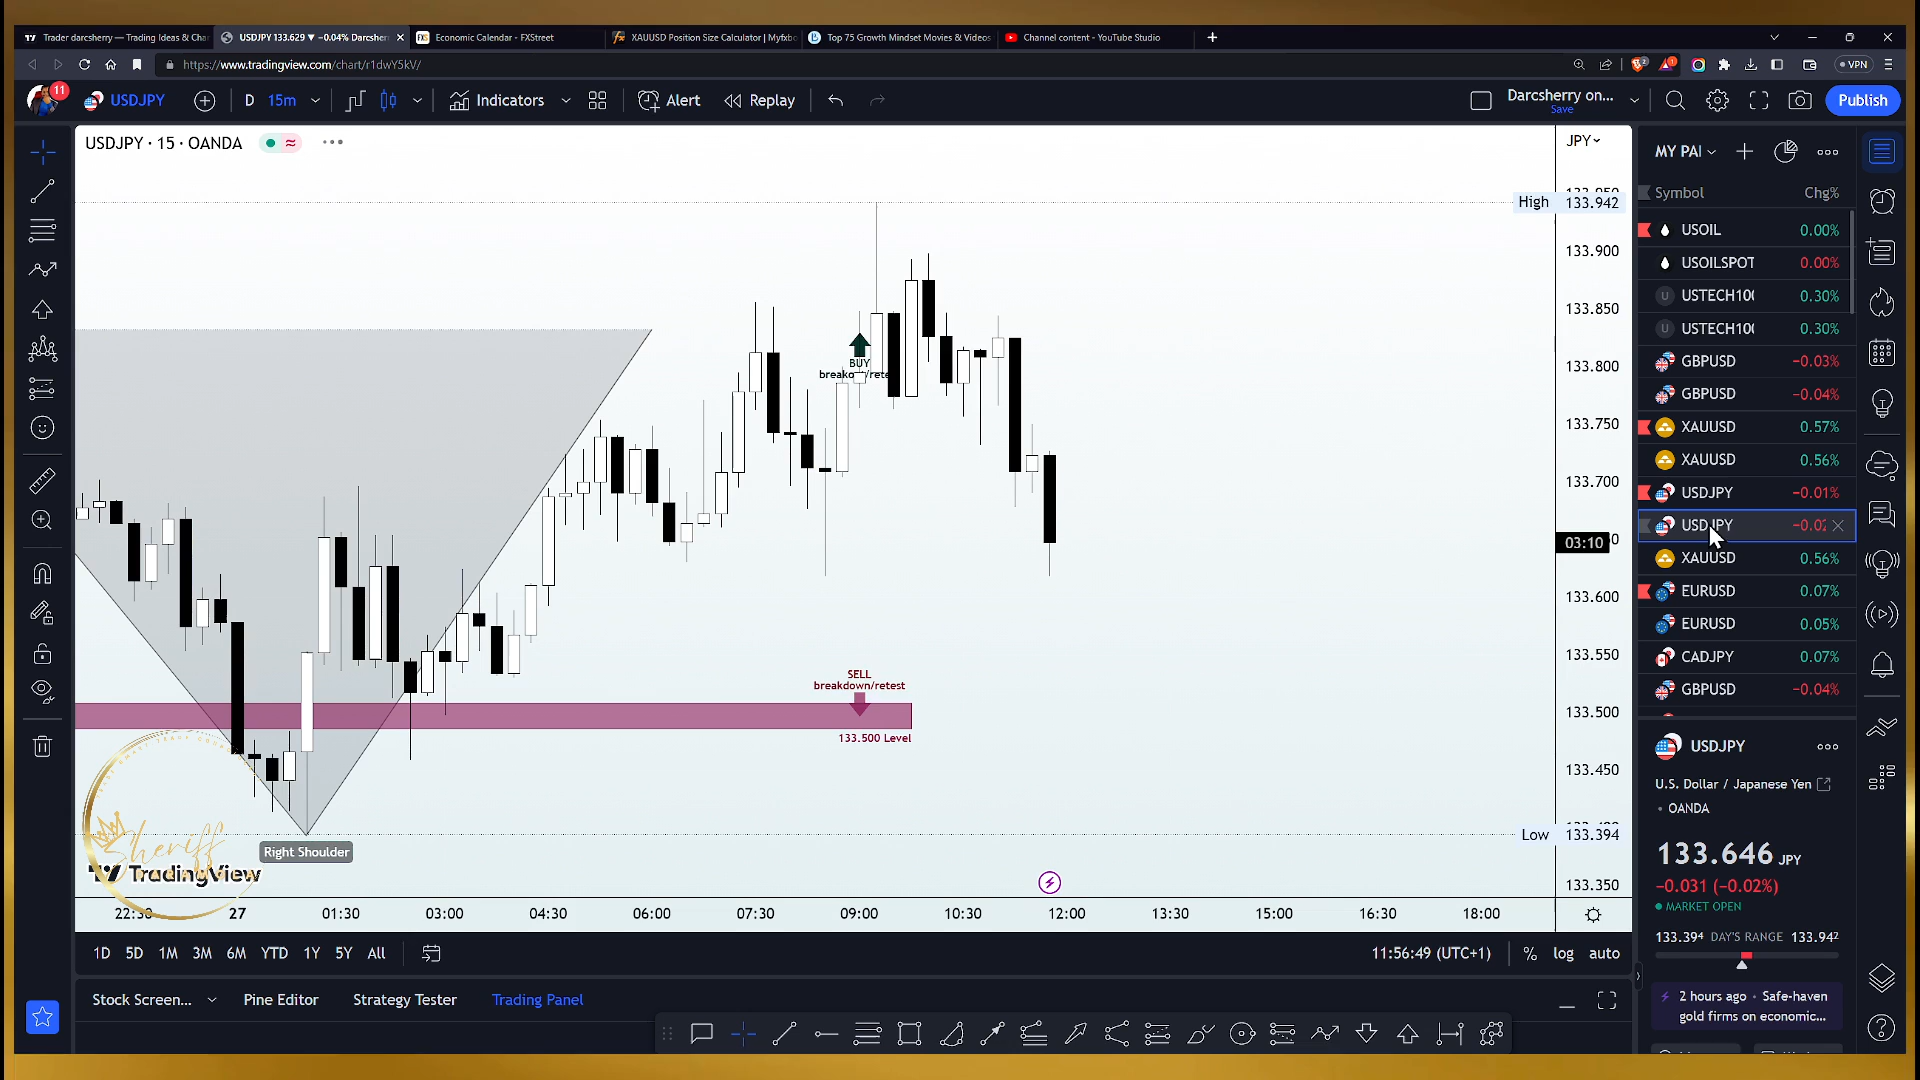 Trader darcsherry — Trading Ideas & Cha
USDJPY 133.629 ▼ −0.04% Darcsherr
Economic Calendar - FXStreet
XAUUSD Position Size Calculator | Myfxbo
Top 75 Growth Mindset Movies & Videos
Channel content - YouTube Studio
https://www.tradingview.com/chart/r1dwY5kV/
VPN
11
USDJPY
D 15m
Indicators
Alert
Replay
Darcsherry on...
Save
Publish
USDJPY · 15 · OANDA
JPY
MY PAI
Symbol Chg%
High 133.942
133.900
133.850
133.800
133.750
133.700
03:10
133.600
133.550
133.500
133.450
Low 133.394
133.350
BUY
SELL
breakdown/retest
133.500 Level
Right Shoulder
Sheriff
TradingView
22:30 27 01:30 03:00 04:30 06:00 07:30 09:00 10:30 12:00 13:30 15:00 16:30 18:00
USOIL 0.00%
USOILSPOT 0.00%
USTECH10 0.30%
USTECH10 0.30%
GBPUSD −0.03%
GBPUSD −0.04%
XAUUSD 0.57%
XAUUSD 0.56%
USDJPY −0.01%
USDJPY −0.02
XAUUSD 0.56%
EURUSD 0.07%
EURUSD 0.05%
CADJPY 0.07%
GBPUSD −0.04%
USDJPY
U.S. Dollar / Japanese Yen
• OANDA
133.646 JPY
−0.031 (−0.02%)
MARKET OPEN
133.394 DAY'S RANGE 133.942
2 hours ago · Safe-haven
gold firms on economic...
1D 5D 1M 3M 6M YTD 1Y 5Y All
11:56:49 (UTC+1) % log auto
Stock Screen... Pine Editor Strategy Tester Trading Panel